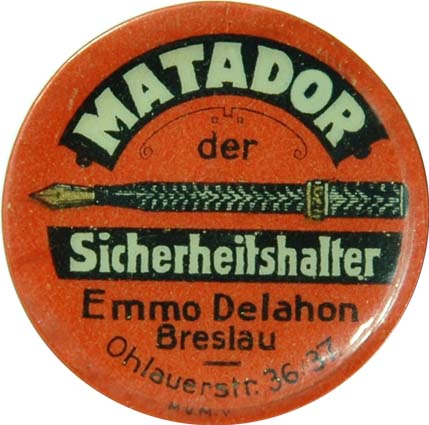 MATADOR
der
Sicherheitshalter
Emmo Delahon
Breslau
Ohlauerstr. 36/37